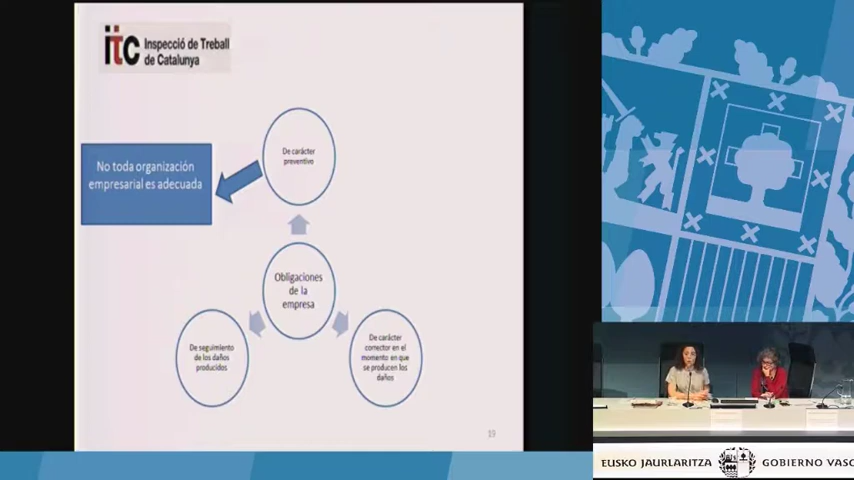 itc Inspecció de Treball
de Catalunya
De carácter
preventivo
No toda organización
empresarial es adecuada
Obligaciones
de la
empresa
De seguimiento
de los daños
producidos
De carácter
corrector en el
momento en que
se producen los
daños
19
EUSKO JAURLARITZA
GOBIERNO VASC